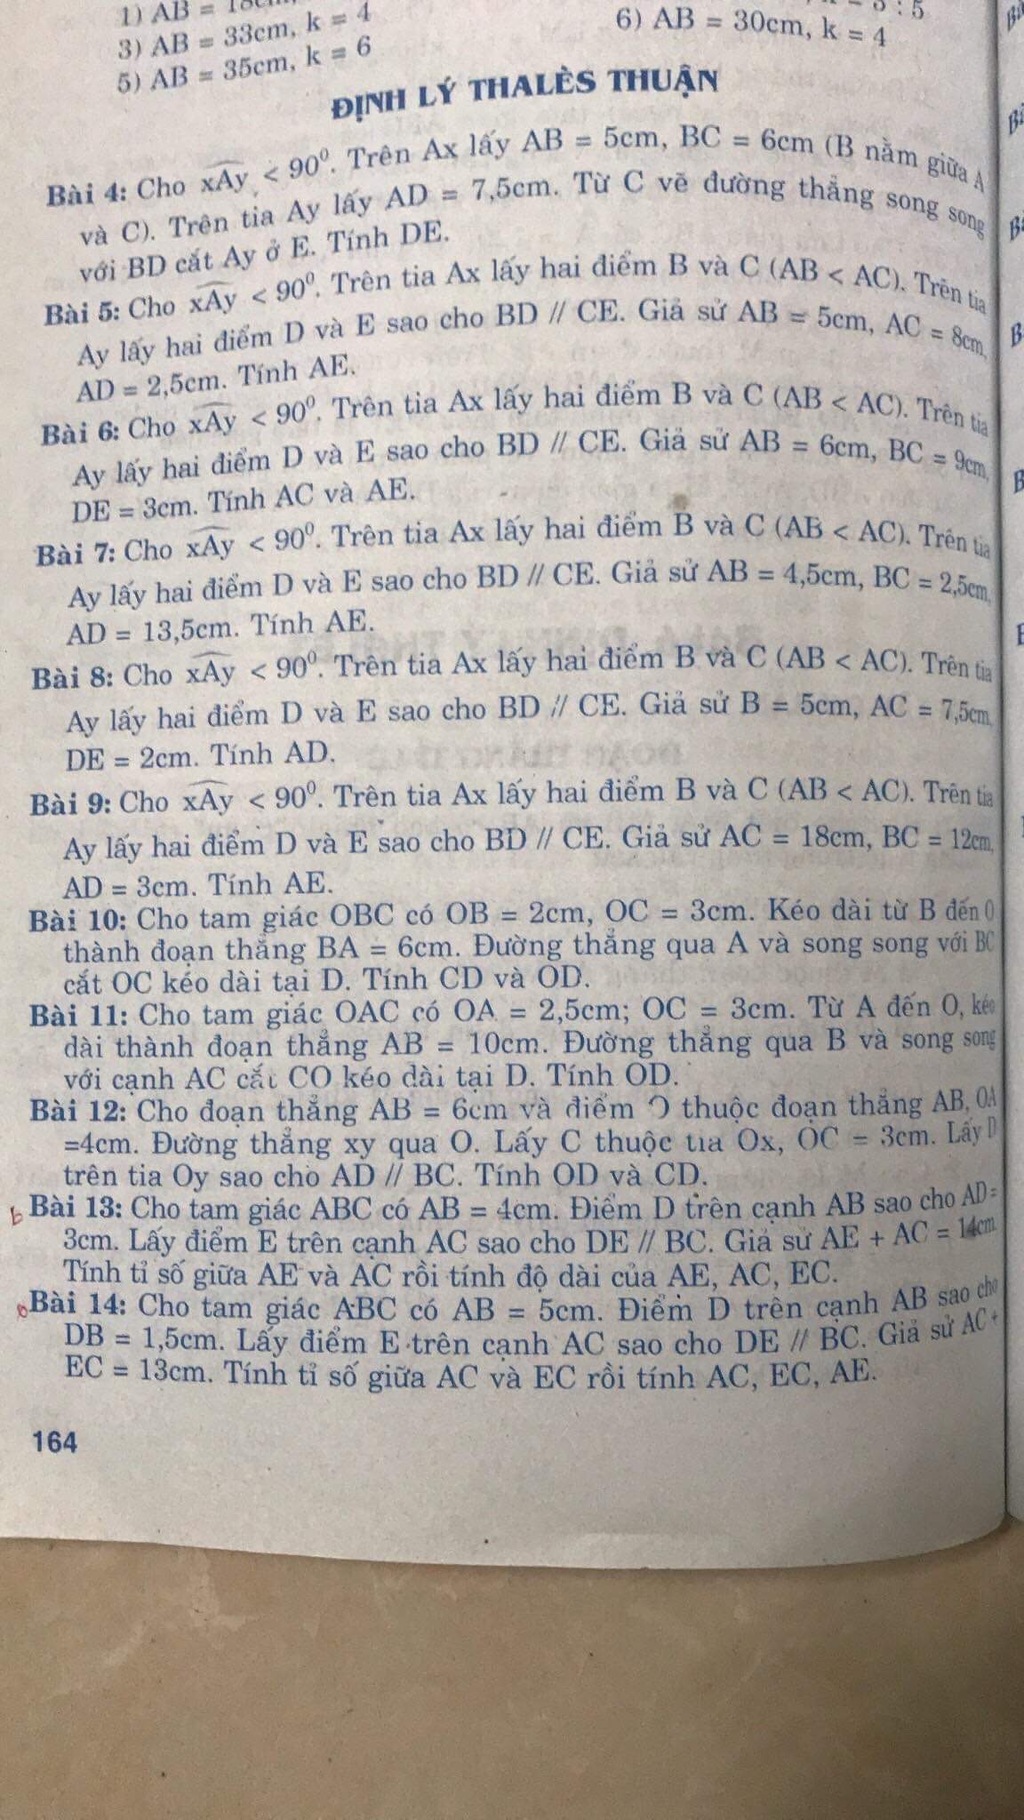 1) AB = 18cm,
3) AB = 33cm, k = 4
6) AB = 30cm, k = 4
5) AB = 35cm, k = 6
ĐỊNH LÝ THALÈS THUẬN
Bài 4: Cho xAy < 90⁰. Trên Ax lấy AB = 5cm, BC = 6cm (B nằm giữa A
và C). Trên tia Ay lấy AD = 7,5cm. Từ C vẽ đường thẳng song song
với BD cắt Ay ở E. Tính DE.
Bài 5: Cho xAy < 90⁰. Trên tia Ax lấy hai điểm B và C (AB < AC). Trên tia
Ay lấy hai điểm D và E sao cho BD // CE. Giả sử AB = 5cm, AC = 8cm,
AD = 2,5cm. Tính AE.
Bài 6: Cho xAy < 90⁰. Trên tia Ax lấy hai điểm B và C (AB < AC). Trên tia
Ay lấy hai điểm D và E sao cho BD // CE. Giả sử AB = 6cm, BC = 9cm,
DE = 3cm. Tính AC và AE.
Bài 7: Cho xAy < 90⁰. Trên tia Ax lấy hai điểm B và C (AB < AC). Trên tia
Ay lấy hai điểm D và E sao cho BD // CE. Giả sử AB = 4,5cm, BC = 2,5cm,
AD = 13,5cm. Tính AE.
Bài 8: Cho xAy < 90⁰. Trên tia Ax lấy hai điểm B và C (AB < AC). Trên tia
Ay lấy hai điểm D và E sao cho BD // CE. Giả sử B = 5cm, AC = 7,5cm,
DE = 2cm. Tính AD.
Bài 9: Cho xAy < 90⁰. Trên tia Ax lấy hai điểm B và C (AB < AC). Trên tia
Ay lấy hai điểm D và E sao cho BD // CE. Giả sử AC = 18cm, BC = 12cm,
AD = 3cm. Tính AE.
Bài 10: Cho tam giác OBC có OB = 2cm, OC = 3cm. Kéo dài từ B đến O
thành đoạn thẳng BA = 6cm. Đường thẳng qua A và song song với BC
cắt OC kéo dài tại D. Tính CD và OD.
Bài 11: Cho tam giác OAC có OA = 2,5cm; OC = 3cm. Từ A đến O, kéo
dài thành đoạn thẳng AB = 10cm. Đường thẳng qua B và song song
với cạnh AC cắt CO kéo dài tại D. Tính OD.
Bài 12: Cho đoạn thẳng AB = 6cm và điểm O thuộc đoạn thẳng AB, OA
=4cm. Đường thẳng xy qua O. Lấy C thuộc tia Ox, OC = 3cm. Lấy D
trên tia Oy sao cho AD // BC. Tính OD và CD.
Bài 13: Cho tam giác ABC có AB = 4cm. Điểm D trên cạnh AB sao cho AD=
3cm. Lấy điểm E trên cạnh AC sao cho DE // BC. Giả sử AE + AC = 14cm.
Tính tỉ số giữa AE và AC rồi tính độ dài của AE, AC, EC.
Bài 14: Cho tam giác ABC có AB = 5cm. Điểm D trên cạnh AB sao cho
DB = 1,5cm. Lấy điểm E trên cạnh AC sao cho DE // BC. Giả sử AC +
EC = 13cm. Tính tỉ số giữa AC và EC rồi tính AC, EC, AE.
164